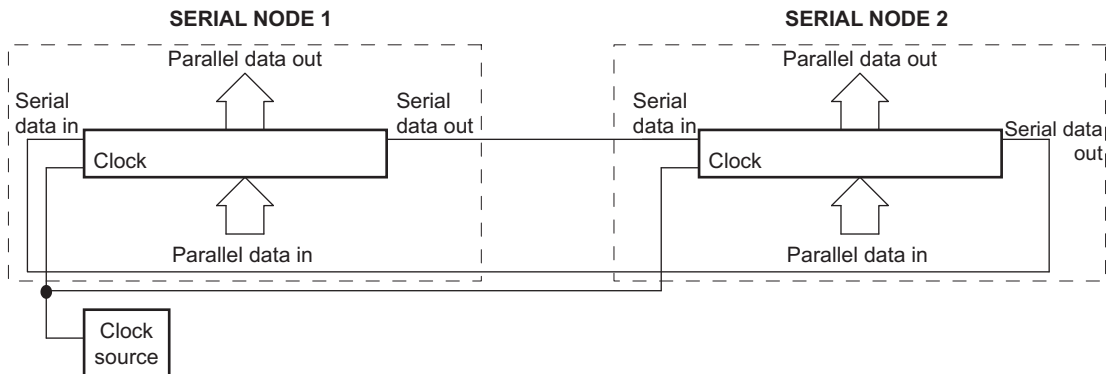 SERIAL NODE 1
Parallel data out
Serial
data in
Serial
data out
Clock
Parallel data in
SERIAL NODE 2
Parallel data out
Serial
data in
Serial data
out
Clock
Parallel data in
Clock
source